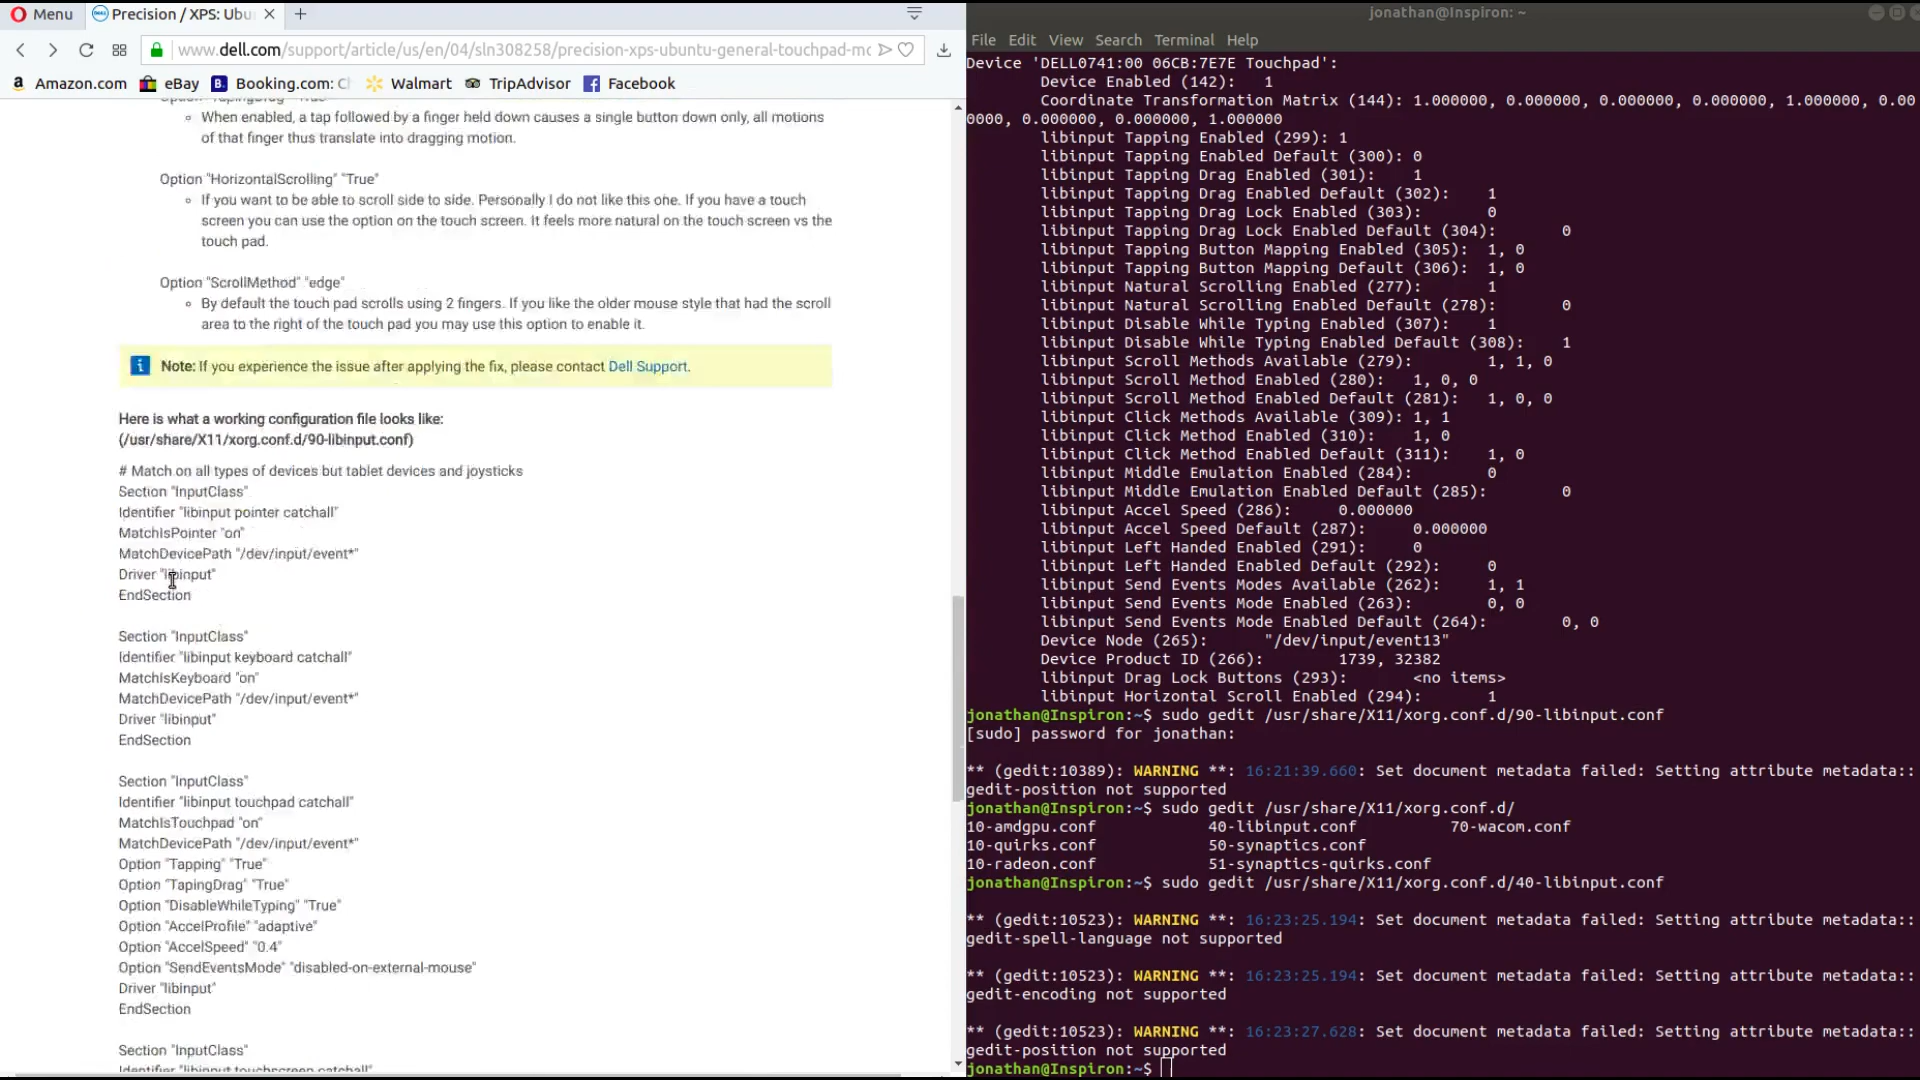 Menu
Precision / XPS: Ubu
www.dell.com/support/article/us/en/04/sln308258/precision-xps-ubuntu-general-touchpad-mc
Amazon.com
eBay
Booking.com: Ch
Walmart
TripAdvisor
Facebook
Option "TapingDrag" "True"
When enabled, a tap followed by a finger held down causes a single button down only, all motions
of that finger thus translate into dragging motion.
Option "HorizontalScrolling" "True"
If you want to be able to scroll side to side. Personally I do not like this one. If you have a touch
screen you can use the option on the touch screen. It feels more natural on the touch screen vs the
touch pad.
Option "ScrollMethod" "edge"
By default the touch pad scrolls using 2 fingers. If you like the older mouse style that had the scroll
area to the right of the touch pad you may use this option to enable it.
Note: If you experience the issue after applying the fix, please contact Dell Support.
Here is what a working configuration file looks like:
(/usr/share/X11/xorg.conf.d/90-libinput.conf)
# Match on all types of devices but tablet devices and joysticks
Section "InputClass"
Identifier "libinput pointer catchall"
MatchIsPointer "on"
MatchDevicePath "/dev/input/event*"
Driver "libinput"
EndSection
Section "InputClass"
Identifier "libinput keyboard catchall"
MatchIsKeyboard "on"
MatchDevicePath "/dev/input/event*"
Driver "libinput"
EndSection
Section "InputClass"
Identifier "libinput touchpad catchall"
MatchIsTouchpad "on"
MatchDevicePath "/dev/input/event*"
Option "Tapping" "True"
Option "TapingDrag" "True"
Option "DisableWhileTyping" "True"
Option "AccelProfile" "adaptive"
Option "AccelSpeed" "0.4"
Option "SendEventsMode" "disabled-on-external-mouse"
Driver "libinput"
EndSection
Section "InputClass"
Identifier "libinput touchscreen catchall"
jonathan@Inspiron: ~
File Edit View Search Terminal Help
Device 'DELL0741:00 06CB:7E7E Touchpad':
Device Enabled (142): 1
Coordinate Transformation Matrix (144): 1.000000, 0.000000, 0.000000, 0.000000, 1.000000, 0.00
0000, 0.000000, 0.000000, 1.000000
libinput Tapping Enabled (299): 1
libinput Tapping Enabled Default (300): 0
libinput Tapping Drag Enabled (301): 1
libinput Tapping Drag Enabled Default (302): 1
libinput Tapping Drag Lock Enabled (303): 0
libinput Tapping Drag Lock Enabled Default (304): 0
libinput Tapping Button Mapping Enabled (305): 1, 0
libinput Tapping Button Mapping Default (306): 1, 0
libinput Natural Scrolling Enabled (277): 1
libinput Natural Scrolling Enabled Default (278): 0
libinput Disable While Typing Enabled (307): 1
libinput Disable While Typing Enabled Default (308): 1
libinput Scroll Methods Available (279): 1, 1, 0
libinput Scroll Method Enabled (280): 1, 0, 0
libinput Scroll Method Enabled Default (281): 1, 0, 0
libinput Click Methods Available (309): 1, 1
libinput Click Method Enabled (310): 1, 0
libinput Click Method Enabled Default (311): 1, 0
libinput Middle Emulation Enabled (284): 0
libinput Middle Emulation Enabled Default (285): 0
libinput Accel Speed (286): 0.000000
libinput Accel Speed Default (287): 0.000000
libinput Left Handed Enabled (291): 0
libinput Left Handed Enabled Default (292): 0
libinput Send Events Modes Available (262): 1, 1
libinput Send Events Mode Enabled (263): 0, 0
libinput Send Events Mode Enabled Default (264): 0, 0
Device Node (265): "/dev/input/event13"
Device Product ID (266): 1739, 32382
libinput Drag Lock Buttons (293): <no items>
libinput Horizontal Scroll Enabled (294): 1
jonathan@Inspiron:~$ sudo gedit /usr/share/X11/xorg.conf.d/90-libinput.conf
[sudo] password for jonathan:
** (gedit:10389): WARNING **: 16:21:39.660: Set document metadata failed: Setting attribute metadata::
gedit-position not supported
jonathan@Inspiron:~$ sudo gedit /usr/share/X11/xorg.conf.d/
10-amdgpu.conf 40-libinput.conf 70-wacom.conf
10-quirks.conf 50-synaptics.conf
10-radeon.conf 51-synaptics-quirks.conf
jonathan@Inspiron:~$ sudo gedit /usr/share/X11/xorg.conf.d/40-libinput.conf
** (gedit:10523): WARNING **: 16:23:25.194: Set document metadata failed: Setting attribute metadata::
gedit-spell-language not supported
** (gedit:10523): WARNING **: 16:23:25.194: Set document metadata failed: Setting attribute metadata::
gedit-encoding not supported
** (gedit:10523): WARNING **: 16:23:27.628: Set document metadata failed: Setting attribute metadata::
gedit-position not supported
jonathan@Inspiron:~$